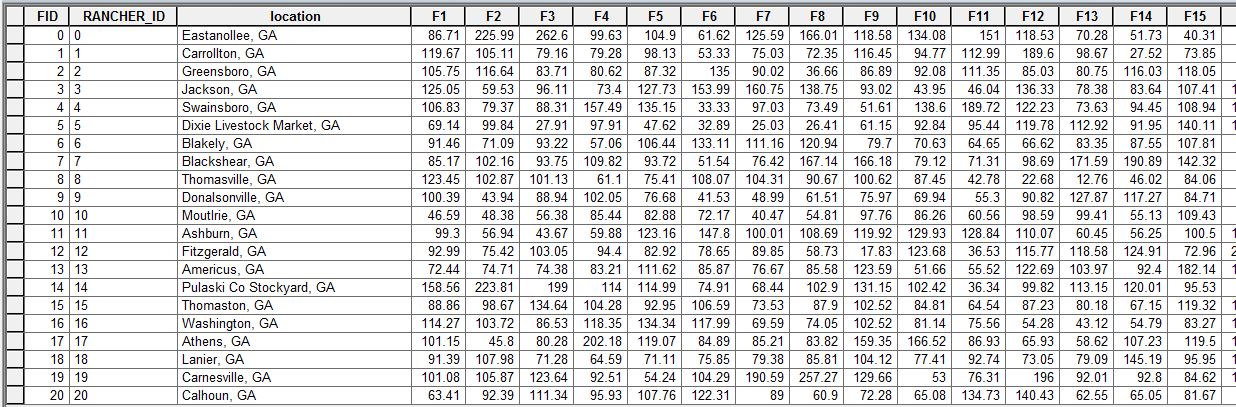 FID RANCHER_ID location F1 F2 F3 F4 F5 F6 F7 F8 F9 F10 F11 F12 F13 F14 F15
0 0 Eastanollee, GA 86.71 225.99 262.6 99.63 104.9 61.62 125.59 166.01 118.58 134.08 151 118.53 70.28 51.73 40.31
1 1 Carrollton, GA 119.67 105.11 79.16 79.28 98.13 53.33 75.03 72.35 116.45 94.77 112.99 189.6 98.67 27.52 73.85
2 2 Greensboro, GA 105.75 116.64 83.71 80.62 87.32 135 90.02 36.66 86.89 92.08 111.35 85.03 80.75 116.03 118.05
3 3 Jackson, GA 125.05 59.53 96.11 73.4 127.73 153.99 160.75 138.75 93.02 43.95 46.04 136.33 78.38 83.64 107.41
4 4 Swainsboro, GA 106.83 79.37 88.31 157.49 135.15 33.33 97.03 73.49 51.61 138.6 189.72 122.23 73.63 94.45 108.94
5 5 Dixie Livestock Market, GA 69.14 99.84 27.91 97.91 47.62 32.89 25.03 26.41 61.15 92.84 95.44 119.78 112.92 91.95 140.11
6 6 Blakely, GA 91.46 71.09 93.22 57.06 106.44 133.11 111.16 120.94 79.7 70.63 64.65 66.62 83.35 87.55 107.81
7 7 Blackshear, GA 85.17 102.16 93.75 109.82 93.72 51.54 76.42 167.14 166.18 79.12 71.31 98.69 171.59 190.89 142.32
8 8 Thomasville, GA 123.45 102.87 101.13 61.1 75.41 108.07 104.31 90.67 100.62 87.45 42.78 22.68 12.76 46.02 84.06
9 9 Donalsonville, GA 100.39 43.94 88.94 102.05 76.68 41.53 48.99 61.51 75.97 69.94 55.3 90.82 127.87 117.27 84.71
10 10 Moutlrie, GA 46.59 48.38 56.38 85.44 82.88 72.17 40.47 54.81 97.76 86.26 60.56 98.59 99.41 55.13 109.43
11 11 Ashburn, GA 99.3 56.94 43.67 59.88 123.16 147.8 100.01 108.69 119.92 129.93 128.84 110.07 60.45 56.25 100.5
12 12 Fitzgerald, GA 92.99 75.42 103.05 94.4 82.92 78.65 89.85 58.73 17.83 123.68 36.53 115.77 118.58 124.91 72.96
13 13 Americus, GA 72.44 74.71 74.38 83.21 111.62 85.87 76.67 85.58 123.59 51.66 55.52 122.69 103.97 92.4 182.14
14 14 Pulaski Co Stockyard, GA 158.56 223.81 199 114 114.99 74.91 68.44 102.9 131.15 102.42 36.34 99.82 113.15 120.01 95.53
15 15 Thomaston, GA 88.86 98.67 134.64 104.28 92.95 106.59 73.53 87.9 102.52 84.81 64.54 87.23 80.18 67.15 119.32
16 16 Washington, GA 114.27 103.72 86.53 118.35 134.34 117.99 69.59 74.05 102.52 81.14 75.56 54.28 43.12 54.79 83.27
17 17 Athens, GA 101.15 45.8 80.28 202.18 119.07 84.89 85.21 83.82 159.35 166.52 86.93 65.93 58.62 107.23 119.5
18 18 Lanier, GA 91.39 107.98 71.28 64.59 71.11 75.85 79.38 85.81 104.12 77.41 92.74 73.05 79.09 145.19 95.95
19 19 Carnesville, GA 101.08 105.87 123.64 92.51 54.24 104.29 190.59 257.27 129.66 53 76.31 196 92.01 92.8 84.62
20 20 Calhoun, GA 63.41 92.39 111.34 95.93 107.76 122.31 89 60.9 72.28 65.08 134.73 140.43 62.55 65.05 81.67